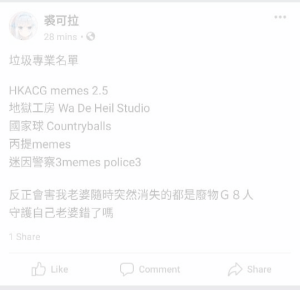 裘可拉
28 mins ·
垃圾專業名單
HKACG memes 2.5
地獄工房 Wa De Heil Studio
國家球 Countryballs
丙提memes
迷因警察3memes police3
反正會害我老婆隨時突然消失的都是廢物G8人
守護自己老婆錯了嗎
1 Share
Like Comment Share